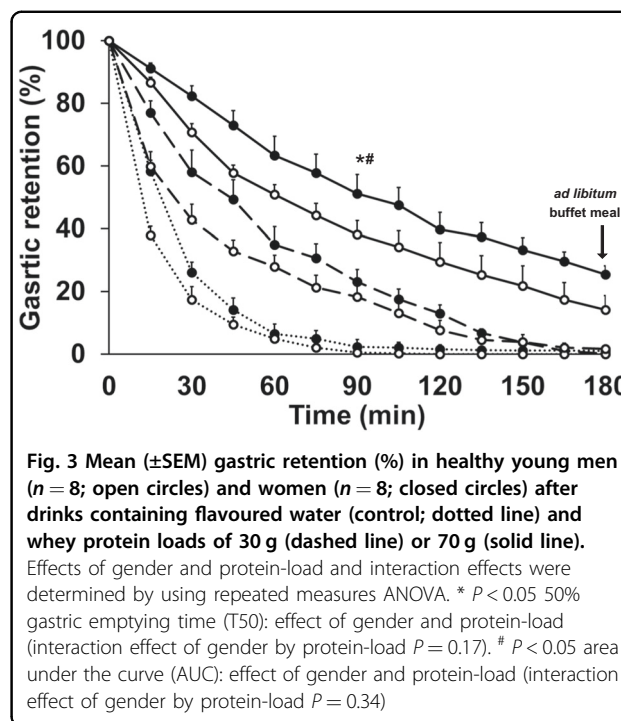 100
80
60
40
20
0
Gasrtic retention (%)
*#
ad libitum
buffet meal
0 30 60 90 120 150 180
Time (min)
Fig. 3 Mean (±SEM) gastric retention (%) in healthy young men
(n = 8; open circles) and women (n = 8; closed circles) after
drinks containing flavoured water (control; dotted line) and
whey protein loads of 30 g (dashed line) or 70 g (solid line).
Effects of gender and protein-load and interaction effects were
determined by using repeated measures ANOVA. * P < 0.05 50%
gastric emptying time (T50): effect of gender and protein-load
(interaction effect of gender by protein-load P = 0.17). # P < 0.05 area
under the curve (AUC): effect of gender and protein-load (interaction
effect of gender by protein-load P = 0.34)